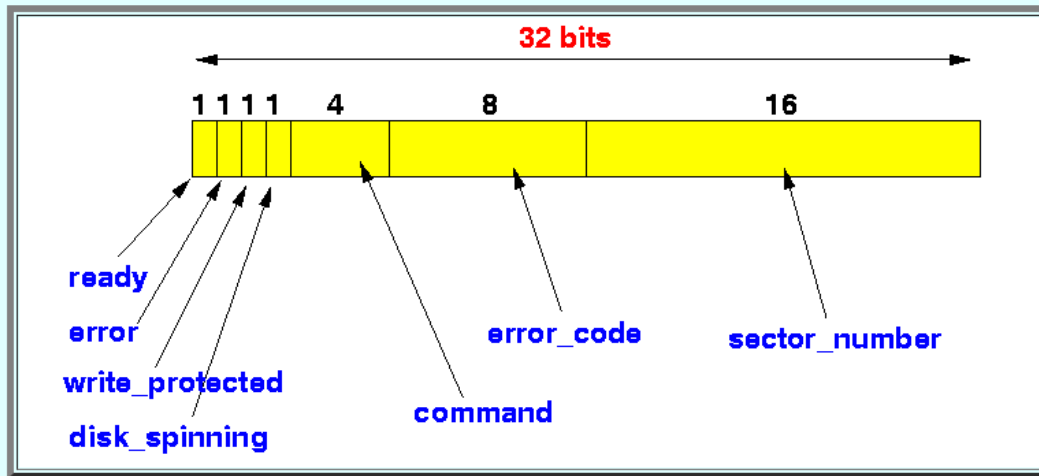 32 bits
1 1 1 1 4 8 16
ready
error
write_protected
disk_spinning
command
error_code
sector_number